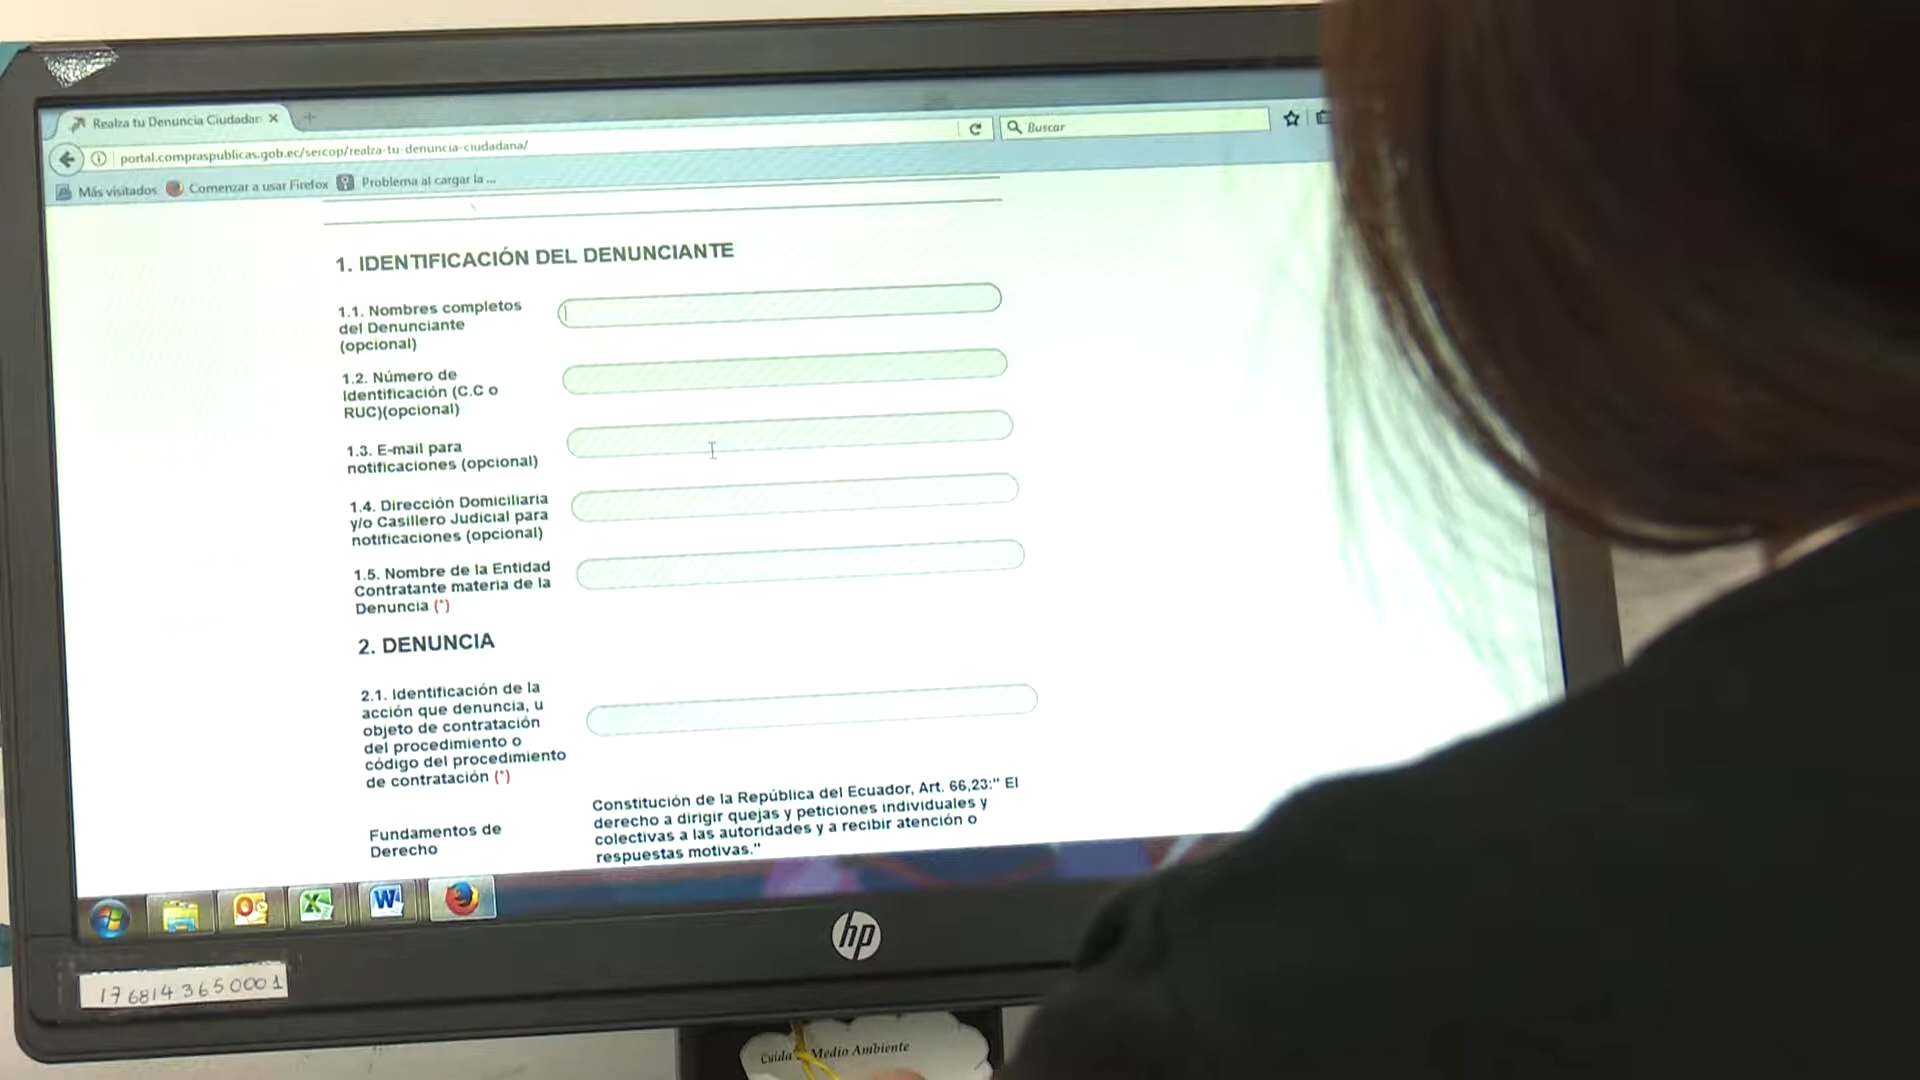 Realza tu Denuncia Ciudadan
portal.compraspublicas.gob.ec/sercop/realza-tu-denuncia-ciudadana/
Buscar
Más visitados Comenzar a usar Firefox Problema al cargar la ...
1. IDENTIFICACIÓN DEL DENUNCIANTE
1.1. Nombres completos
del Denunciante
(opcional)
1.2. Número de
Identificación (C.C o
RUC)(opcional)
1.3. E-mail para
notificaciones (opcional)
1.4. Dirección Domiciliaria
y/o Casillero Judicial para
notificaciones (opcional)
1.5. Nombre de la Entidad
Contratante materia de la
Denuncia (*)
2. DENUNCIA
2.1. Identificación de la
acción que denuncia, u
objeto de contratación
del procedimiento o
código del procedimiento
de contratación (*)
Fundamentos de
Derecho
Constitución de la República del Ecuador, Art. 66,23:" El
derecho a dirigir quejas y peticiones individuales y
colectivas a las autoridades y a recibir atención o
respuestas motivas."
hp
1768143650001
Cuida Medio Ambiente